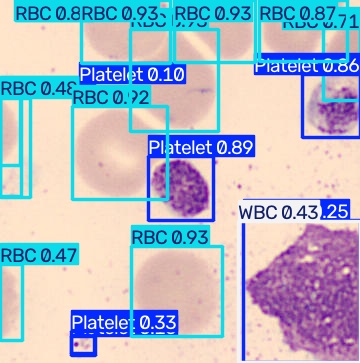 RBC 0.8
RBC 0.93
RBC 0.93
RBC 0.87
Platelet 0.10
Platelet 0.86
RBC 0.48
RBC 0.92
Platelet 0.89
WBC 0.43
.25
RBC 0.47
RBC 0.93
Platelet 0.33